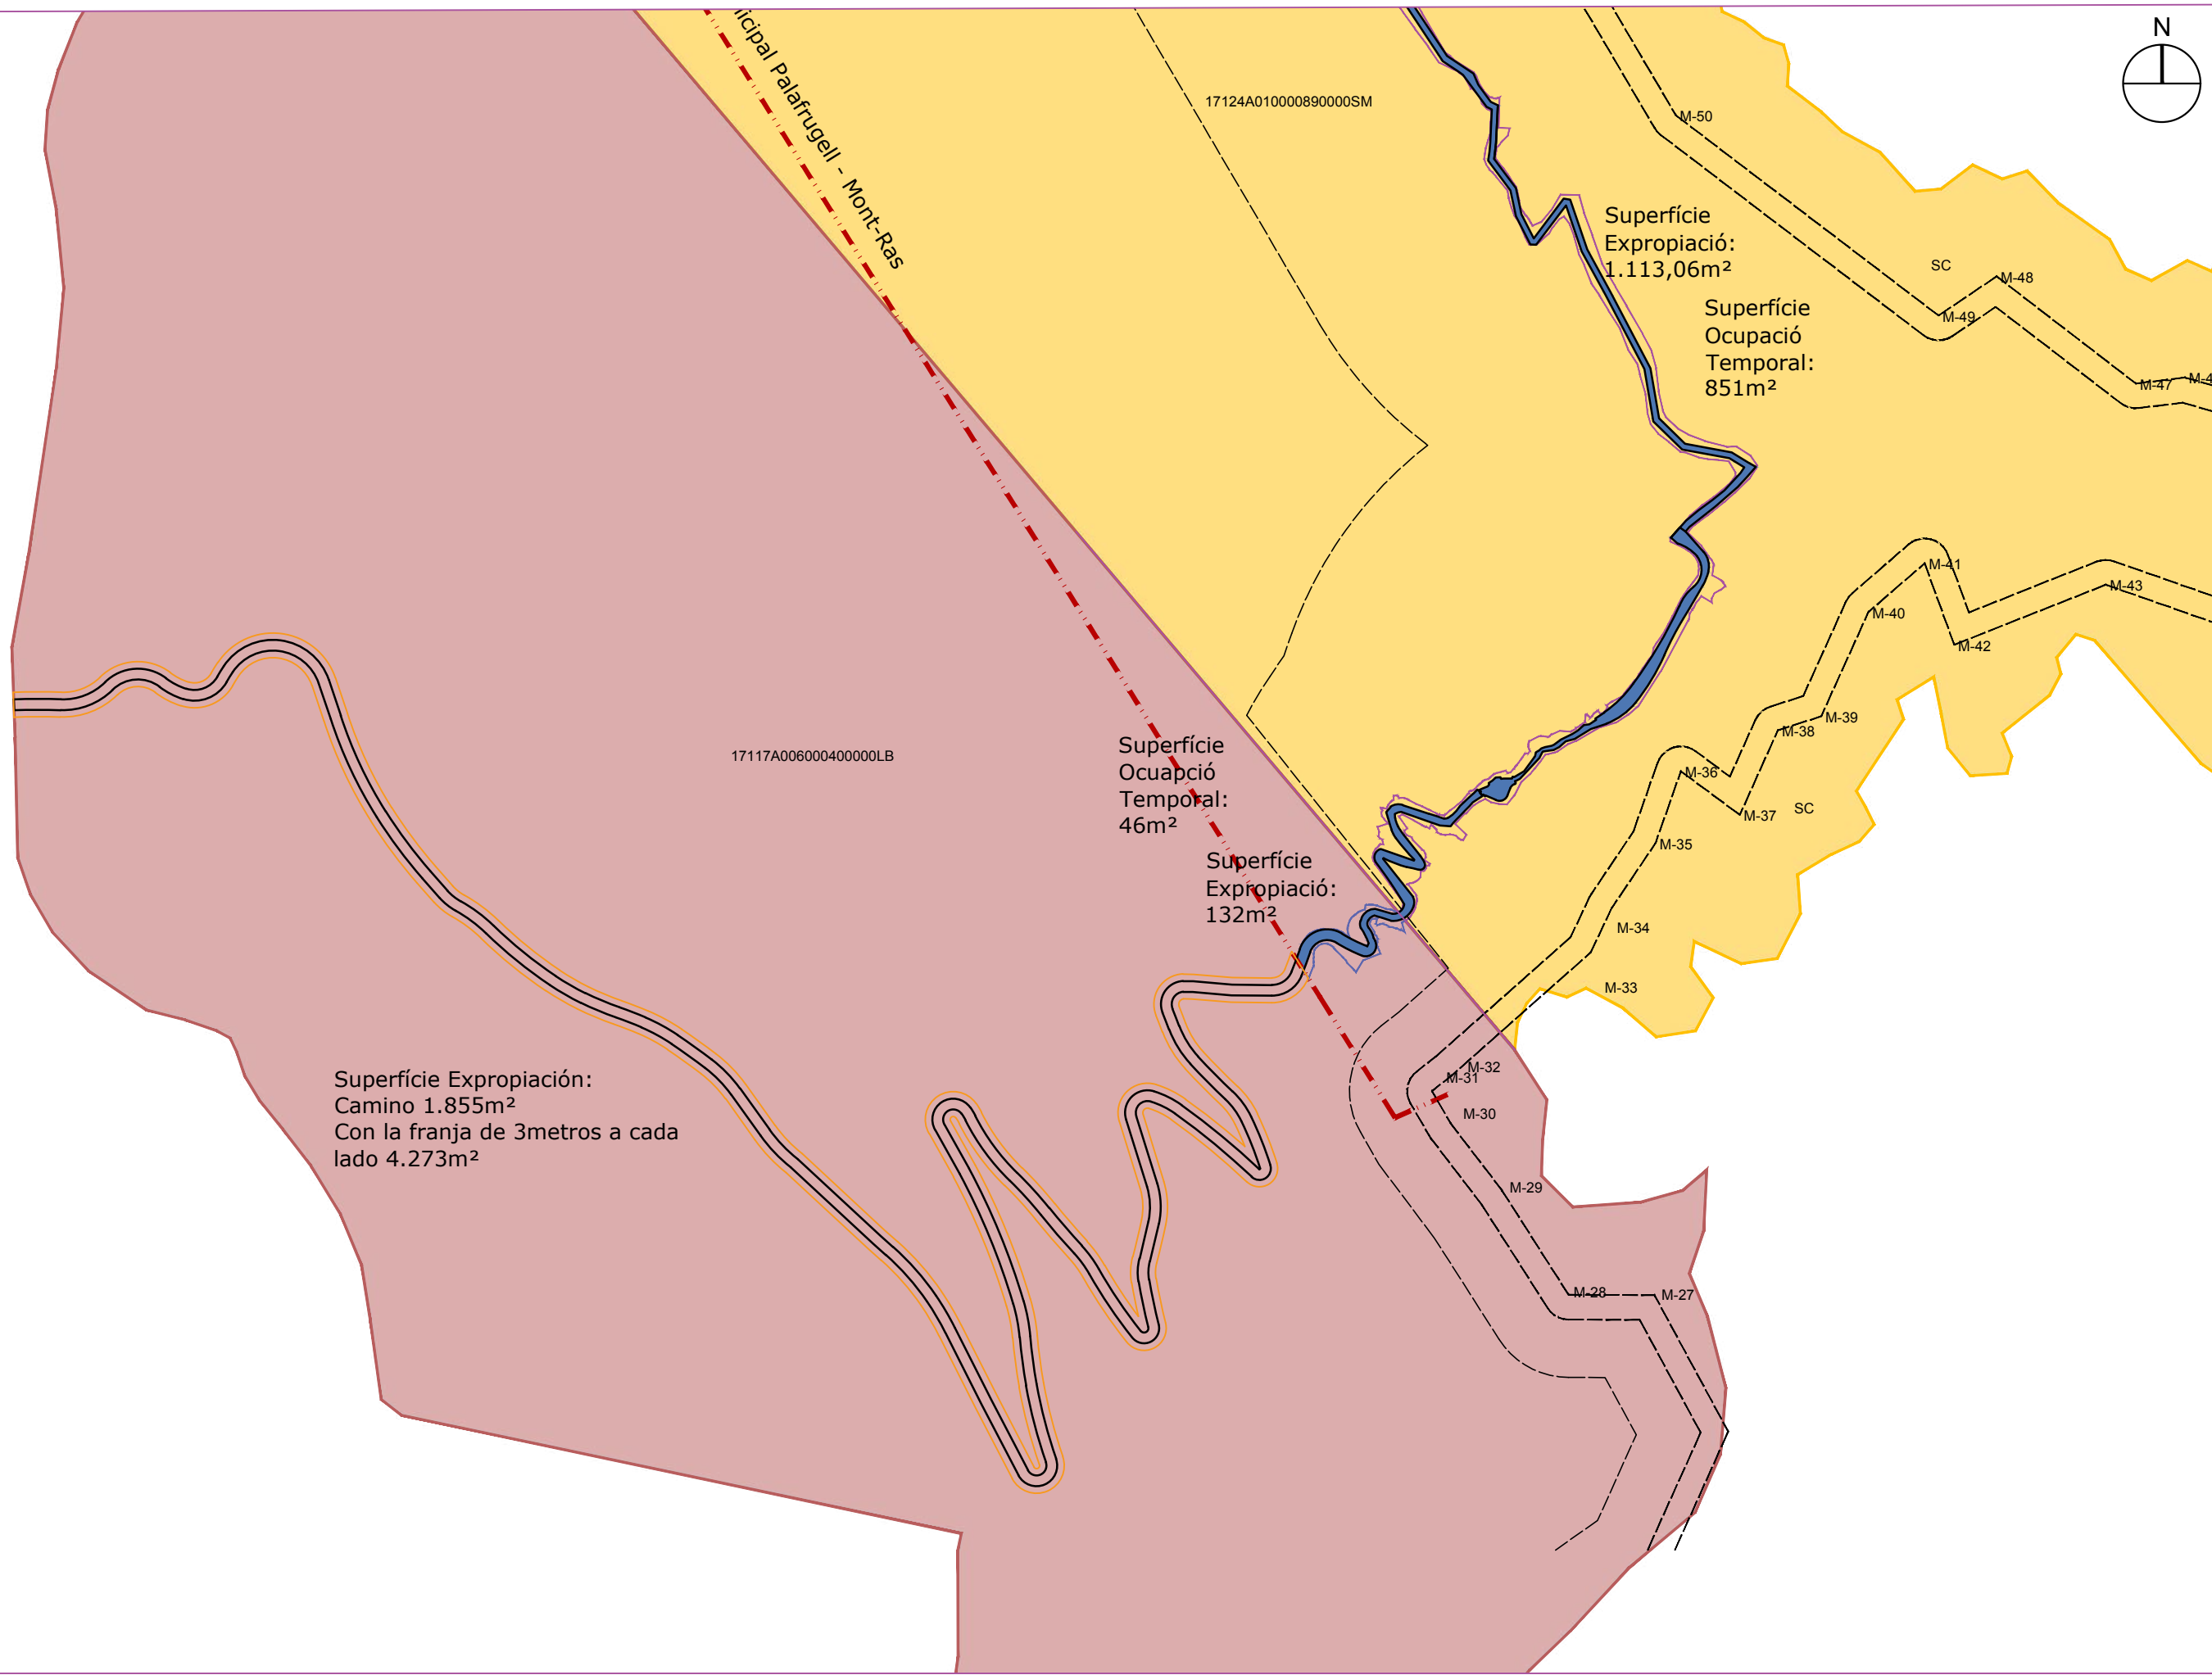 N
Palafrugell - Mont-Ras
17124A010000890000SM
M-50
Superfície
Expropiació:
1.113,06m²
SC
M-48
M-49
Superfície
Ocupació
Temporal:
851m²
M-47
M-41
M-43
M-40
M-42
M-39
M-38
17117A006000400000LB
Superfície
Ocuapció
Temporal:
46m²
M-36
SC
M-37
M-35
Superfície
Expropiació:
132m²
M-34
M-33
M-32
M-31
M-30
Superfície Expropiación:
Camino 1.855m²
Con la franja de 3metros a cada
lado 4.273m²
M-29
M-28
M-27